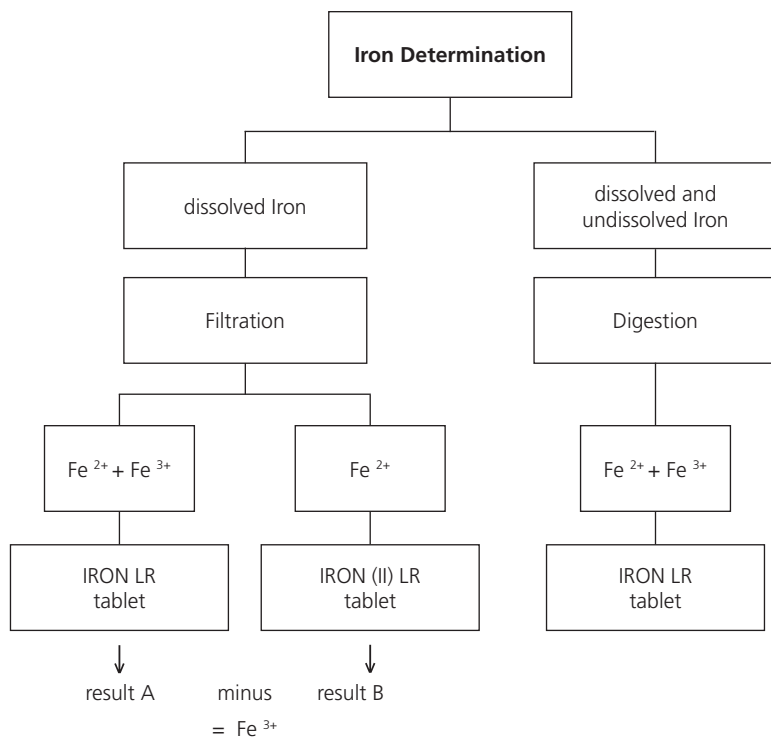 Iron Determination
dissolved Iron
dissolved and
undissolved Iron
Filtration
Digestion
Fe 2+ + Fe 3+
Fe 2+
Fe 2+ + Fe 3+
IRON LR
tablet
IRON (II) LR
tablet
IRON LR
tablet
result A minus result B
= Fe 3+